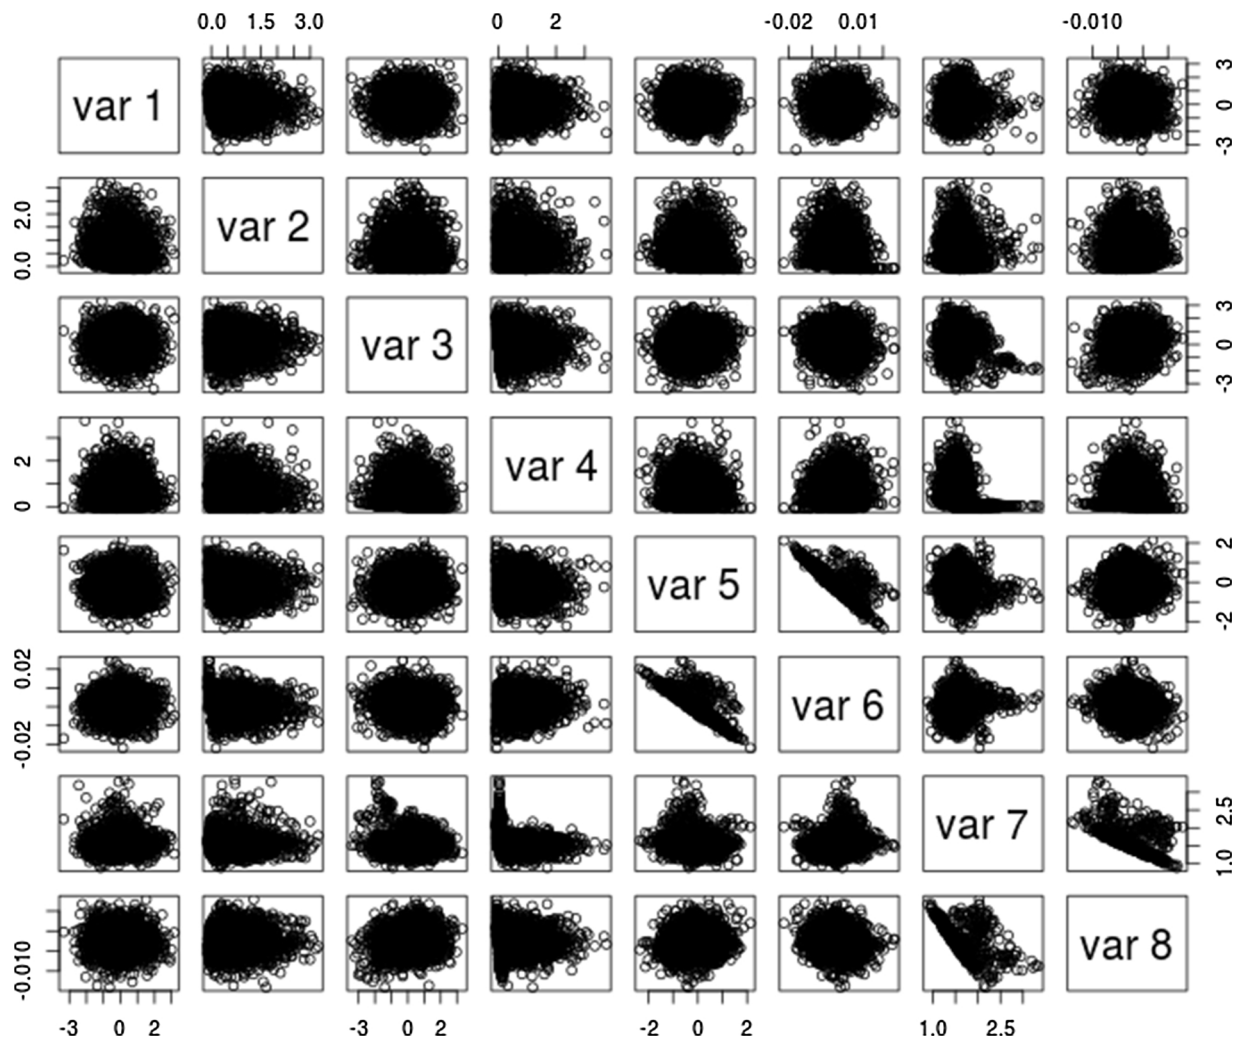 0.0 1.5 3.0 0 2 -0.02 0.01 -0.010
var 1 3 0 -3
0.0 2.0 var 2
var 3 3 0 -3
0 2 var 4
var 5 2 0 -2
-0.02 0.02 var 6
var 7 2.5 1.0
-0.010 var 8
-3 0 2 -3 0 2 -2 0 2 1.0 2.5